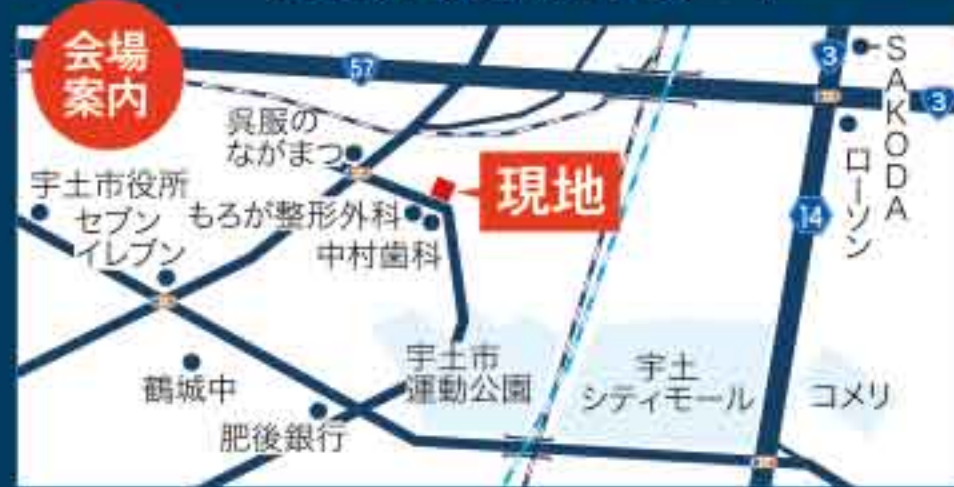 会場
案内
57
3
SAKODA
3
ローソン
14
呉服の
ながまつ
現地
宇土市役所
セブン
イレブン
もろが整形外科
中村歯科
宇土市
運動公園
宇土
シティモール
コメリ
鶴城中
肥後銀行